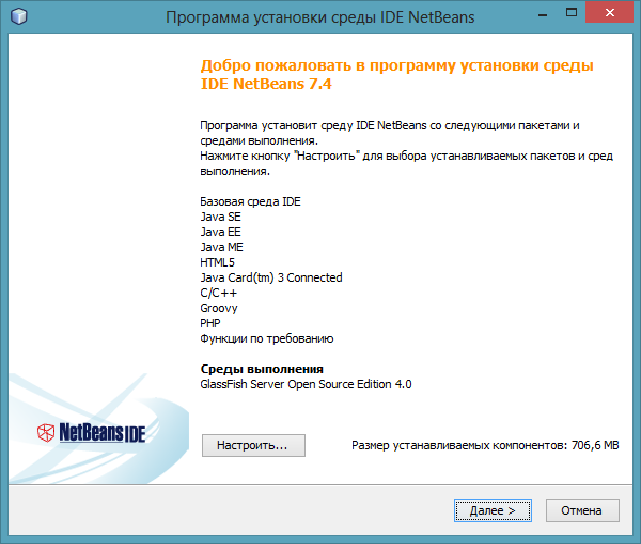 Программа установки среды IDE NetBeans
Добро пожаловать в программу установки среды
IDE NetBeans 7.4
Программа установит среду IDE NetBeans со следующими пакетами и
средами выполнения.
Нажмите кнопку "Настроить" для выбора устанавливаемых пакетов и сред
выполнения.
Базовая среда IDE
Java SE
Java EE
Java ME
HTML5
Java Card(tm) 3 Connected
C/C++
Groovy
PHP
Функции по требованию
Среды выполнения
GlassFish Server Open Source Edition 4.0
NetBeans IDE
Настроить...
Размер устанавливаемых компонентов: 706,6 MB
Далее >
Отмена